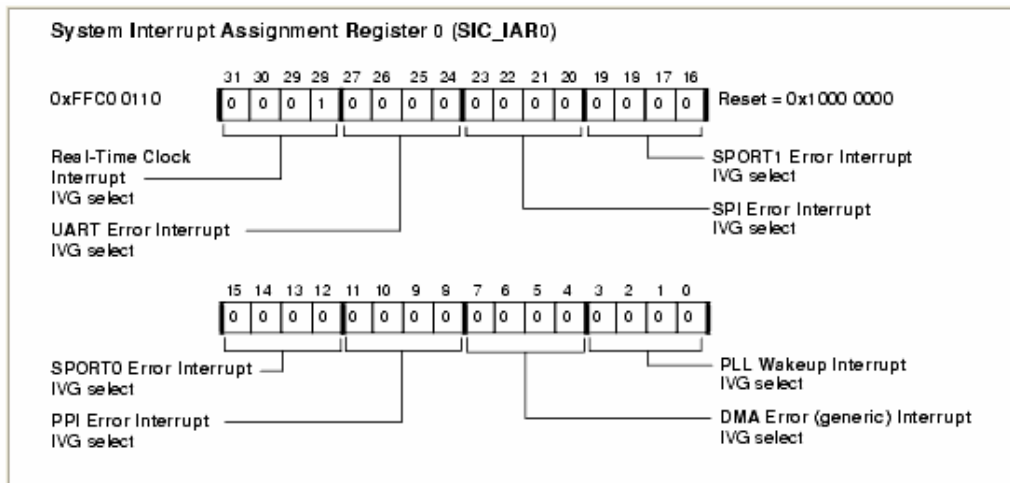 System Interrupt Assignment Register 0 (SIC_IAR0)
31 30 29 28 27 26 25 24 23 22 21 20 19 18 17 16
0xFFC0 0110 0 0 0 1 0 0 0 0 0 0 0 0 0 0 0 0 Reset = 0x1000 0000
Real-Time Clock
Interrupt
IVG select
SPORT1 Error Interrupt
IVG select
UART Error Interrupt
IVG select
SPI Error Interrupt
IVG select
15 14 13 12 11 10 9 8 7 6 5 4 3 2 1 0
0 0 0 0 0 0 0 0 0 0 0 0 0 0 0 0
SPORT0 Error Interrupt
IVG select
PLL Wakeup Interrupt
IVG select
PPI Error Interrupt
IVG select
DMA Error (generic) Interrupt
IVG select